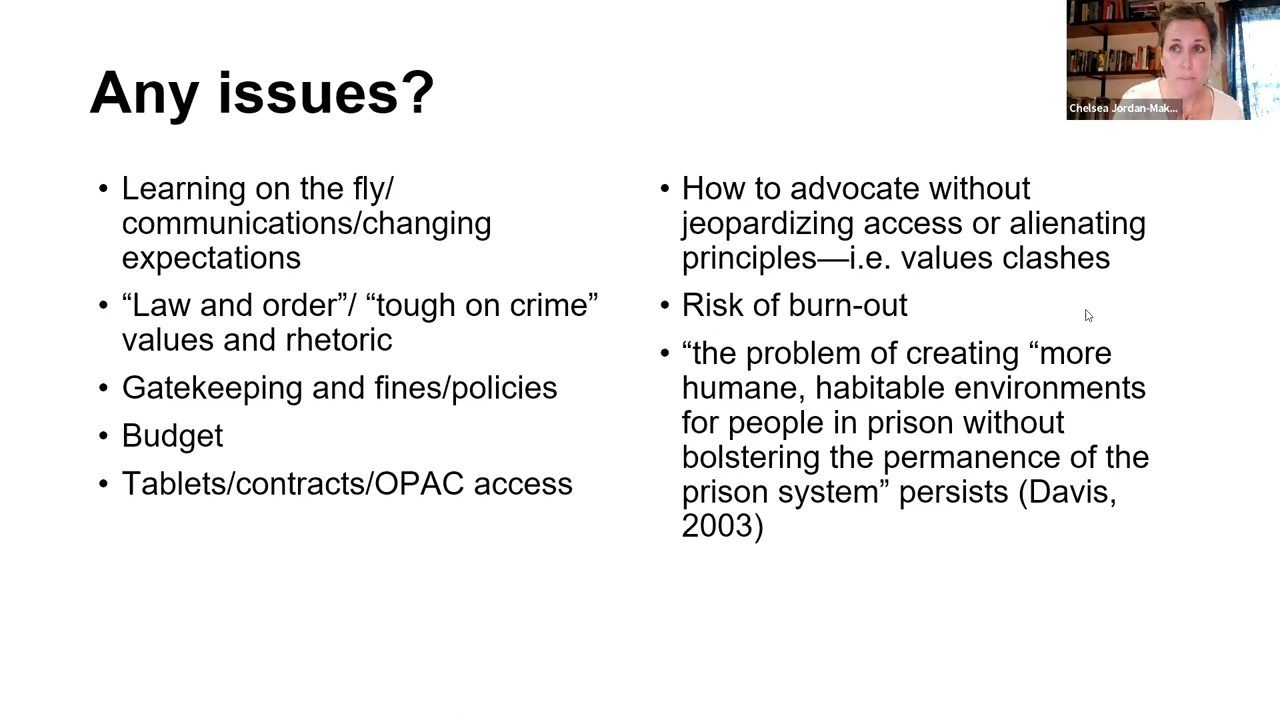 Any issues?
• Learning on the fly/
communications/changing
expectations
• “Law and order”/ “tough on crime”
values and rhetoric
• Gatekeeping and fines/policies
• Budget
• Tablets/contracts/OPAC access
• How to advocate without
jeopardizing access or alienating
principles—i.e. values clashes
• Risk of burn-out
• “the problem of creating “more
humane, habitable environments
for people in prison without
bolstering the permanence of the
prison system” persists (Davis,
2003)
Chelsea Jordan-Mak...